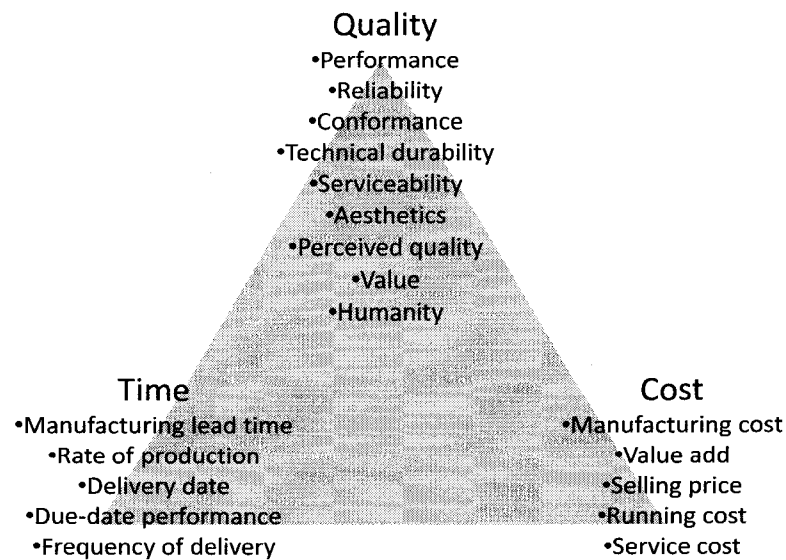 Quality
•Performance
•Reliability
•Conformance
•Technical durability
•Serviceability
•Aesthetics
•Perceived quality
•Value
•Humanity
Time
•Manufacturing lead time
•Rate of production
•Delivery date
•Due-date performance
•Frequency of delivery
Cost
•Manufacturing cost
•Value add
•Selling price
•Running cost
•Service cost